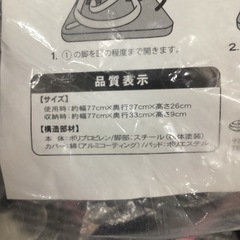 1. ①の脚を図の程度まで開きます。
2.
品質表示
【サイズ】
使用時：約幅77cm×奥行37cm×高さ26cm
収納時：約幅77cm×奥行33cm×高さ9cm
【構造部材】
本体：ポリプロピレン/脚部：スチール(粉体塗装)
カバー：綿(アルミコーティング)/パッド：ポリエステル